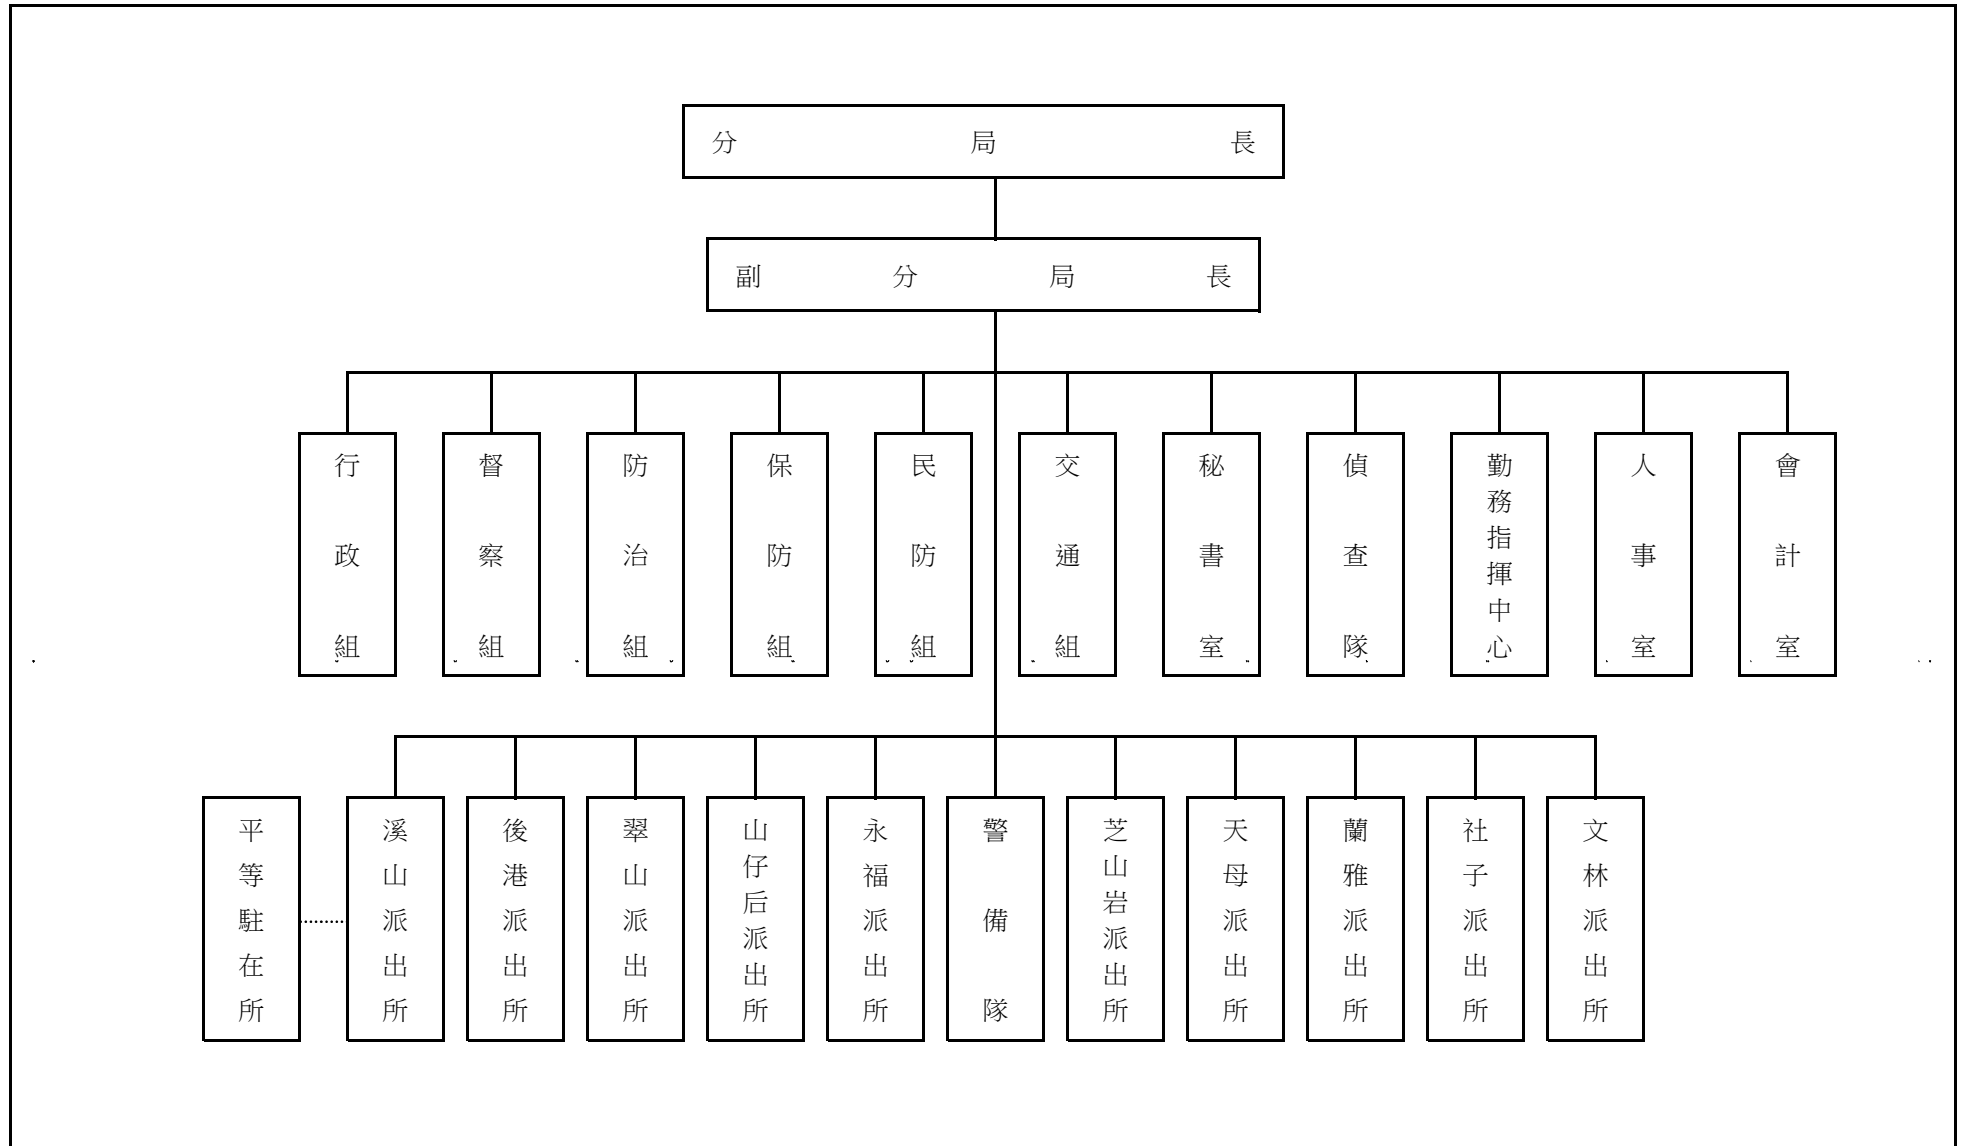 分局長
副分局長
行政組
督察組
防治組
保防組
民防組
交通組
秘書室
偵查隊
勤務指揮中心
人事室
會計室
平等駐在所
溪山派出所
後港派出所
翠山派出所
山仔后派出所
永福派出所
警備隊
芝山岩派出所
天母派出所
蘭雅派出所
社子派出所
文林派出所